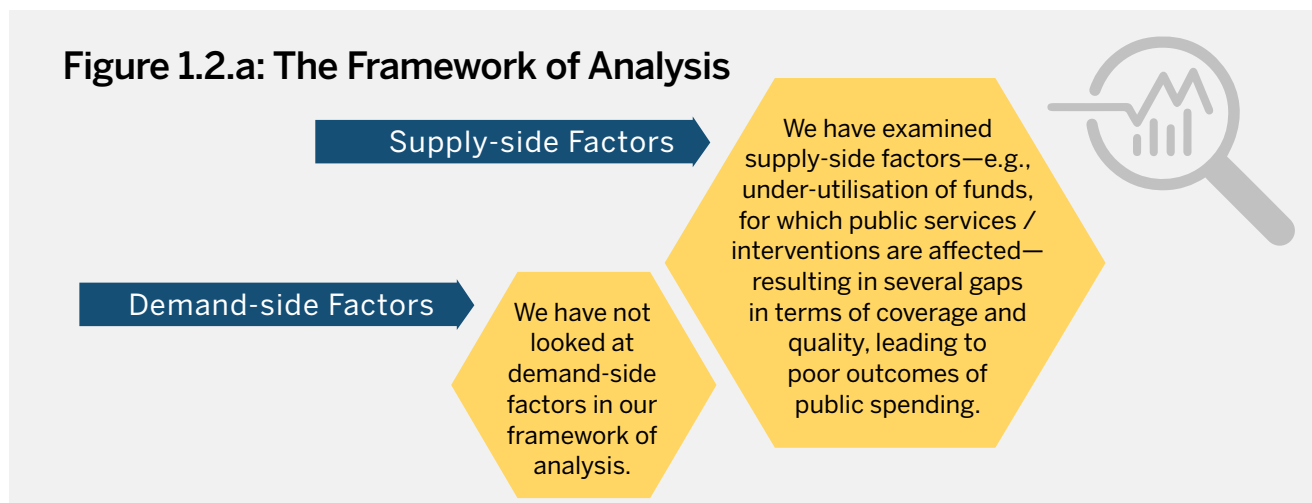 Figure 1.2.a: The Framework of Analysis
Supply-side Factors
We have examined
supply-side factors—e.g.,
under-utilisation of funds,
for which public services /
interventions are affected—
resulting in several gaps
in terms of coverage and
quality, leading to
poor outcomes of
public spending.
Demand-side Factors
We have not
looked at
demand-side
factors in our
framework of
analysis.